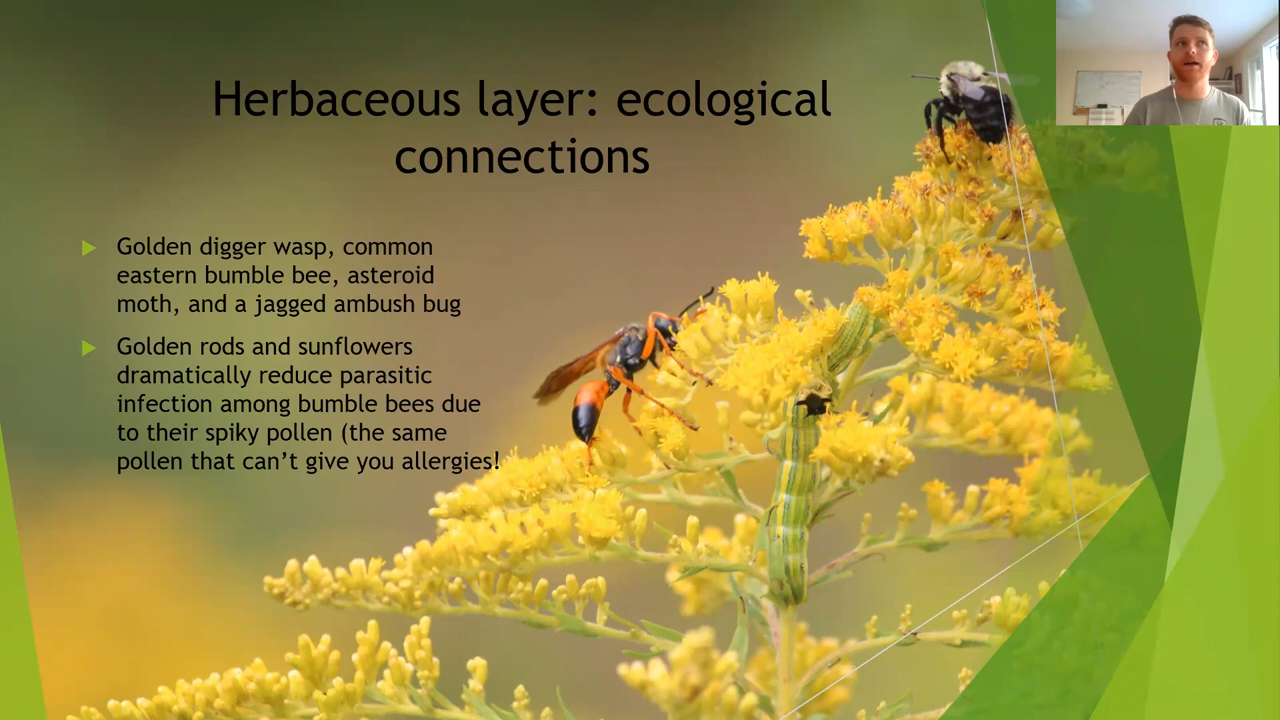 Herbaceous layer: ecological
connections
Golden digger wasp, common
eastern bumble bee, asteroid
moth, and a jagged ambush bug
Golden rods and sunflowers
dramatically reduce parasitic
infection among bumble bees due
to their spiky pollen (the same
pollen that can’t give you allergies!